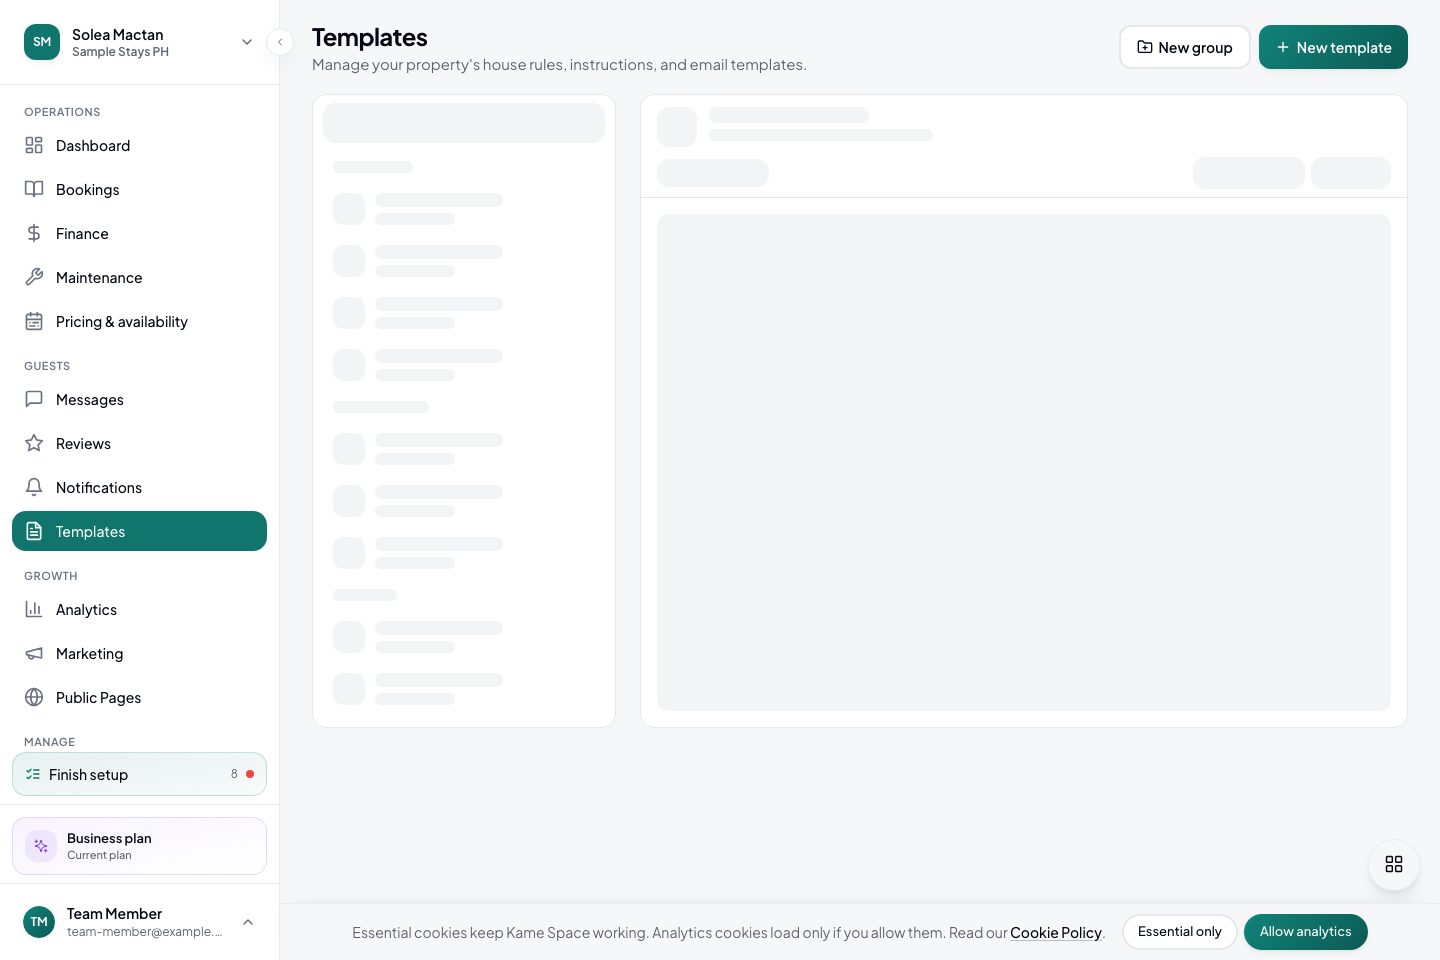 SM
Solea Mactan
Sample Stays PH
OPERATIONS
Dashboard
Bookings
Finance
Maintenance
Pricing & availability
GUESTS
Messages
Reviews
Notifications
Templates
GROWTH
Analytics
Marketing
Public Pages
MANAGE
Finish setup
8
Business plan
Current plan
TM
Team Member
team-member@example....
Templates
Manage your property's house rules, instructions, and email templates.
New group
New template
Essential cookies keep Kame Space working. Analytics cookies load only if you allow them. Read our Cookie Policy.
Essential only
Allow analytics